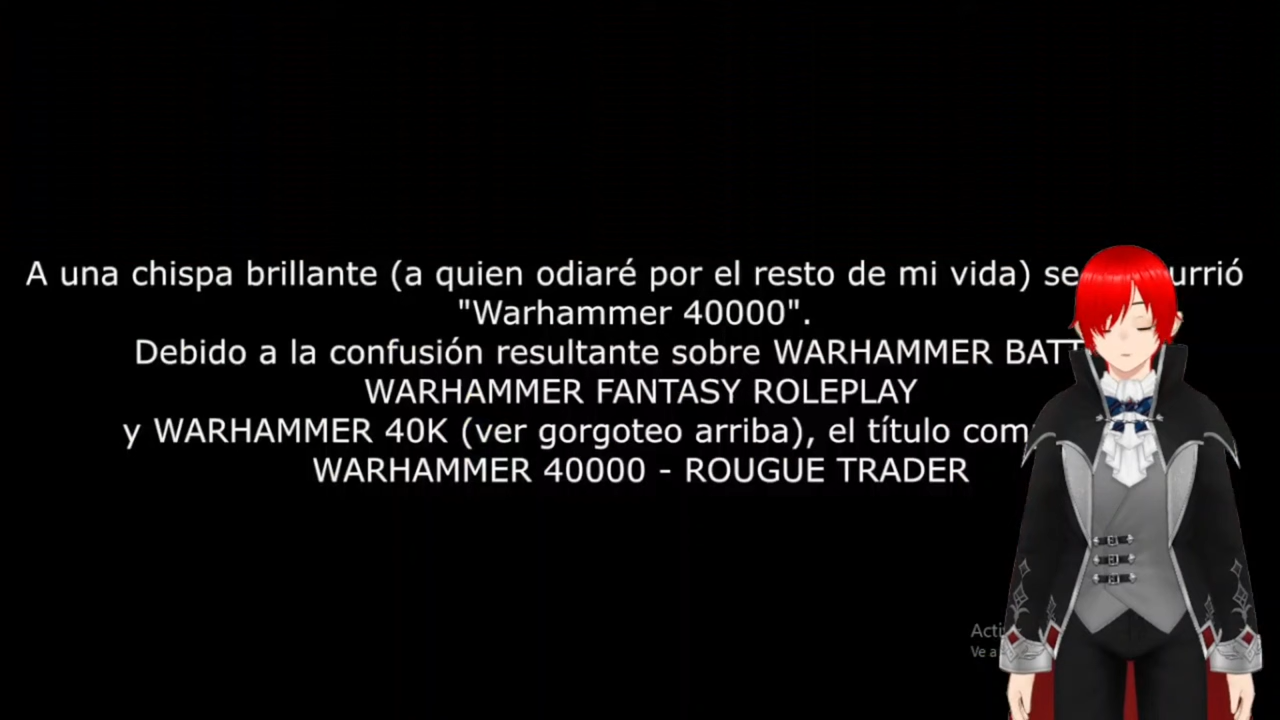 A una chispa brillante (a quien odiaré por el resto de mi vida) se
"Warhammer 40000".
Debido a la confusión resultante sobre WARHAMMER
WARHAMMER FANTASY ROLEPLAY
y WARHAMMER 40K (ver gorgoteo arriba), el título
WARHAMMER 40000 - ROUGUE TRADER
Ve a